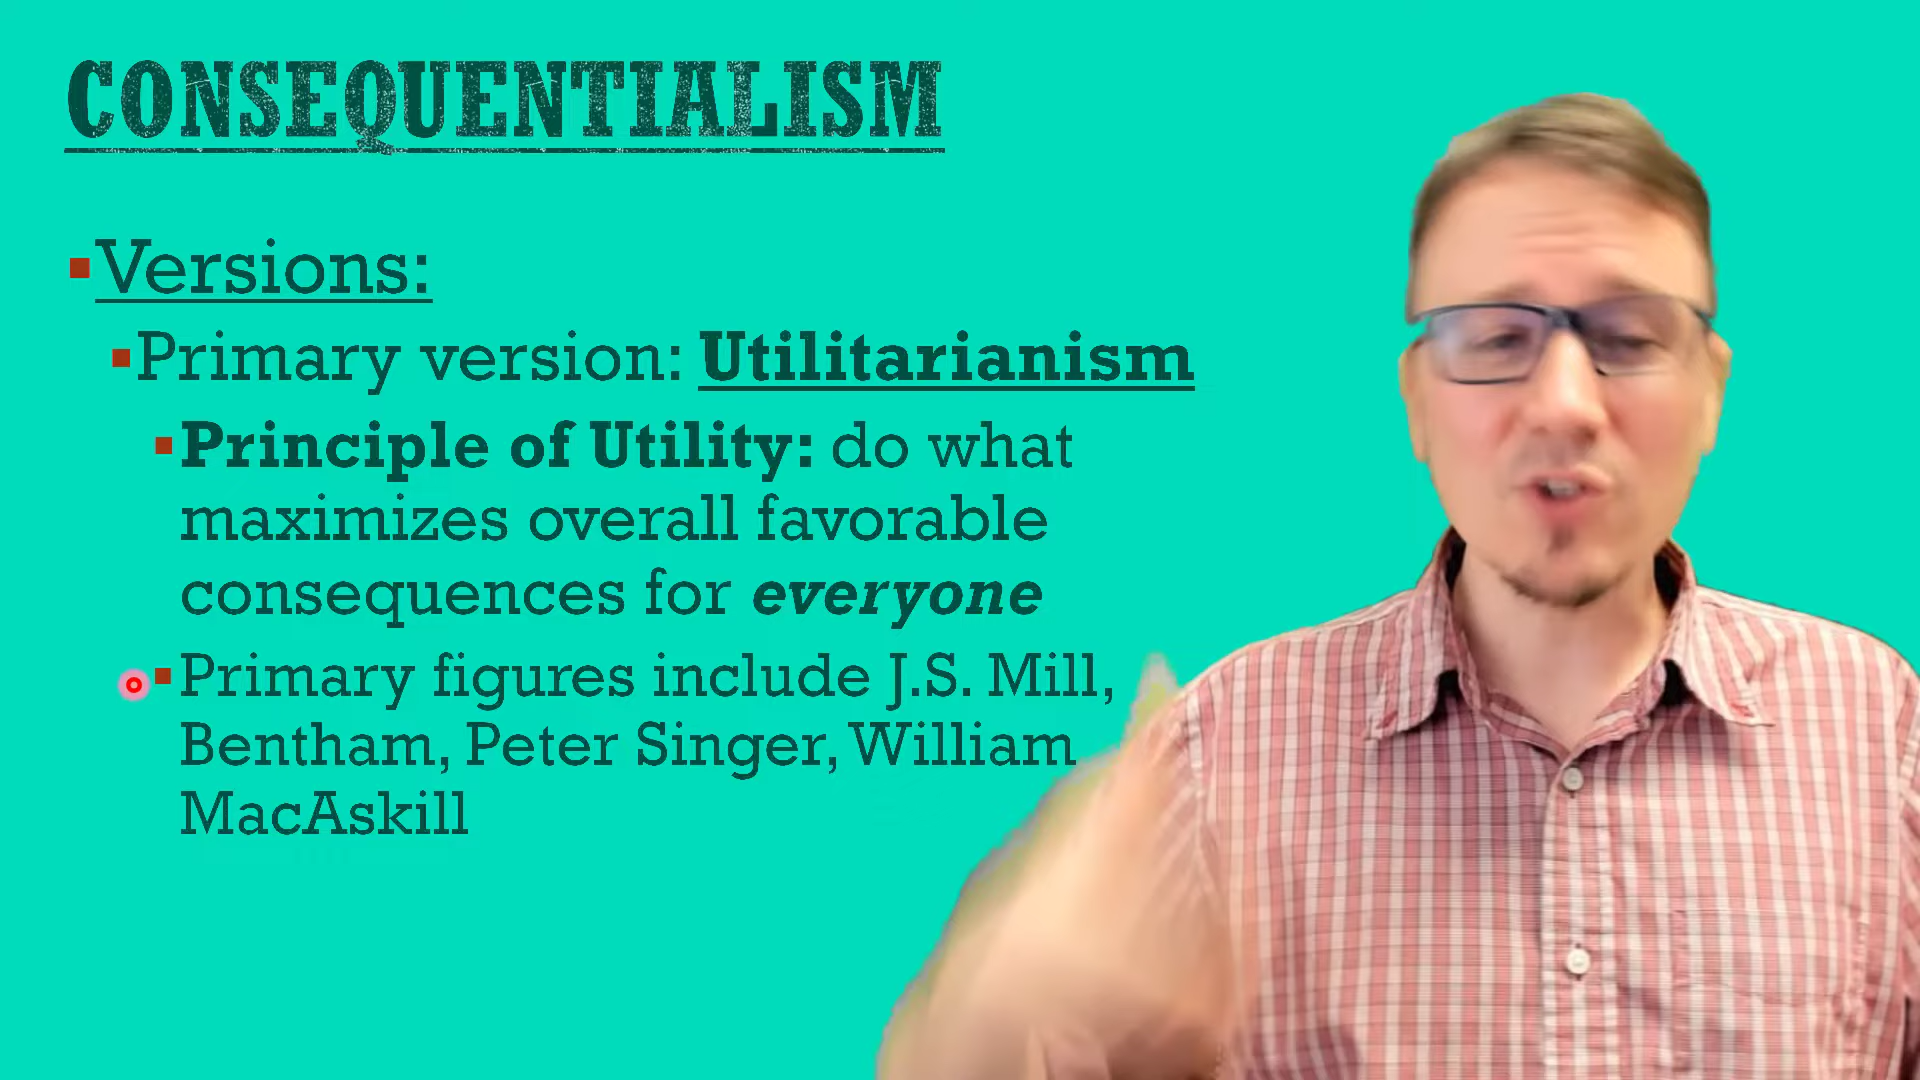 CONSEQUENTIALISM
Versions:
Primary version: Utilitarianism
Principle of Utility: do what
maximizes overall favorable
consequences for everyone
Primary figures include J.S. Mill,
Bentham, Peter Singer, William
MacAskill